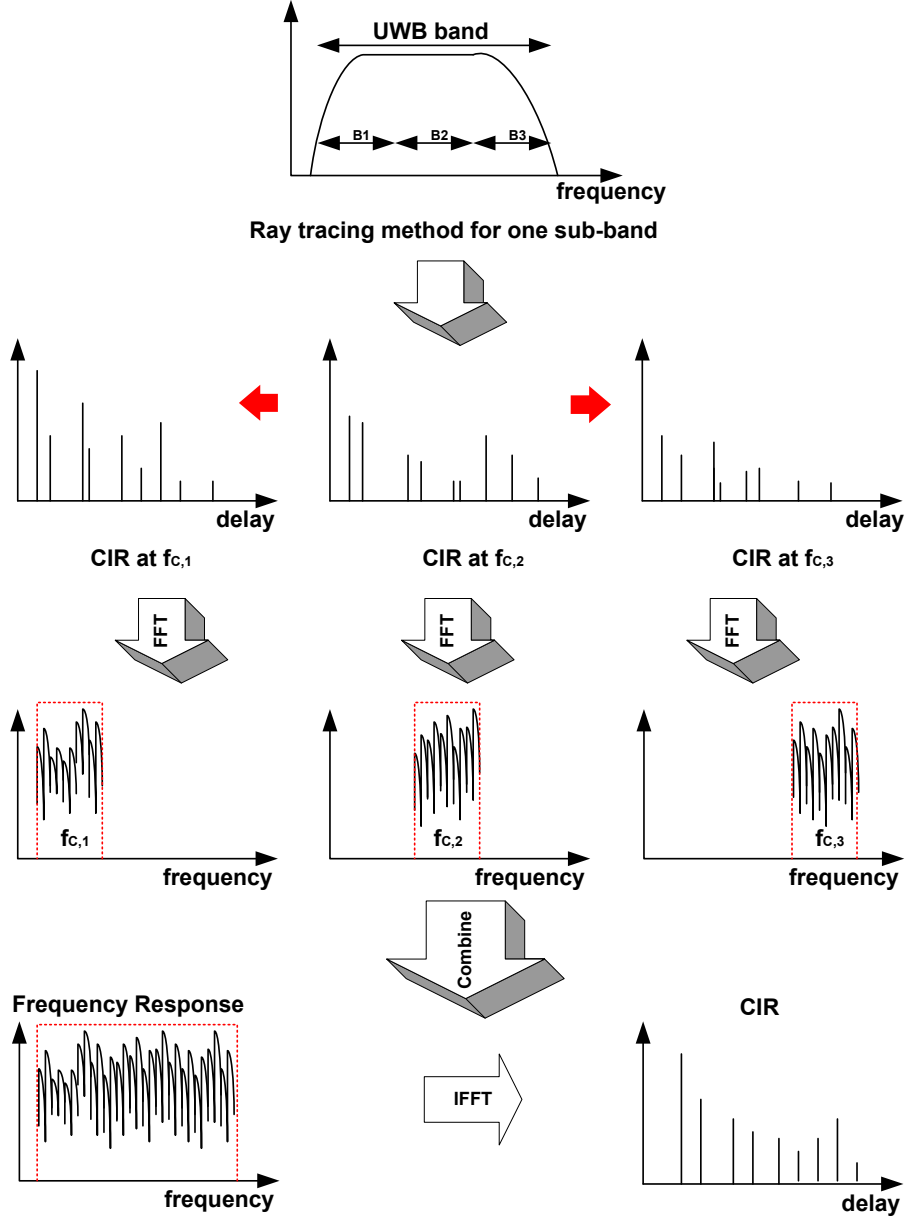 UWB band
B1 B2 B3
frequency
Ray tracing method for one sub-band
delay delay delay
CIR at fC,1 CIR at fC,2 CIR at fC,3
FFT FFT FFT
fC,1 fC,2 fC,3
frequency frequency frequency
Combine
Frequency Response CIR
IFFT
frequency delay